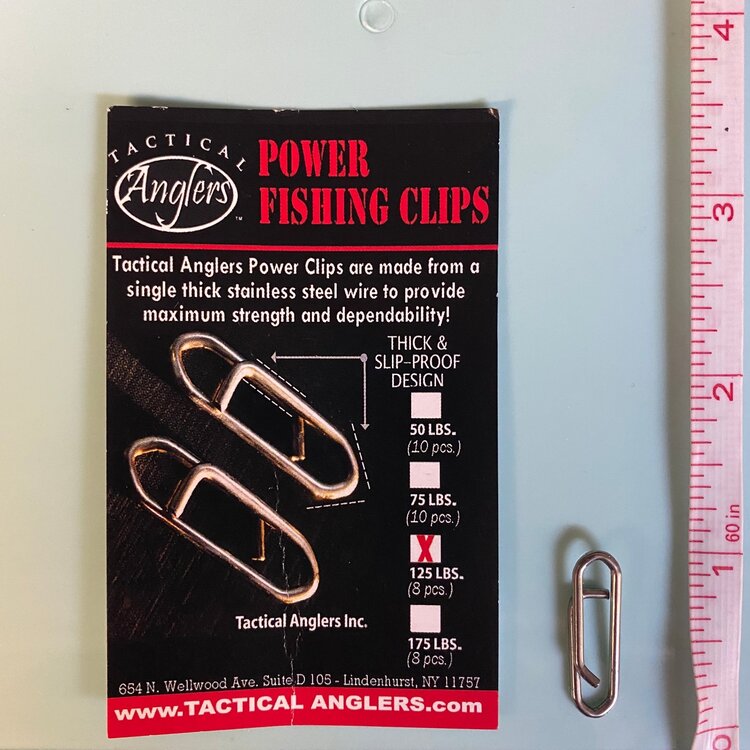 TACTICAL
Anglers
™
POWER
FISHING CLIPS
Tactical Anglers Power Clips are made from a
single thick stainless steel wire to provide
maximum strength and dependability!
THICK &
SLIP-PROOF
DESIGN
50 LBS.
(10 pcs.)
75 LBS.
(10 pcs.)
X
125 LBS.
(8 pcs.)
175 LBS.
(8 pcs.)
Tactical Anglers Inc.
654 N. Wellwood Ave. Suite D 105 - Lindenhurst, NY 11757
www.TACTICAL ANGLERS.com
4
3
2
60 in
1